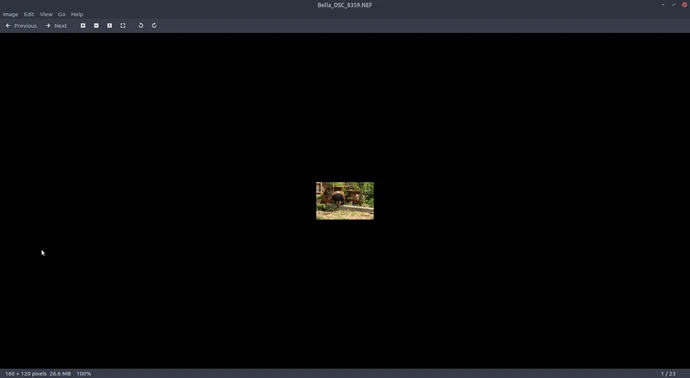 Bella_DSC_8359.NEF
Image Edit View Go Help
Previous Next
160 × 120 pixels 26.6 MB 100%
1 / 23